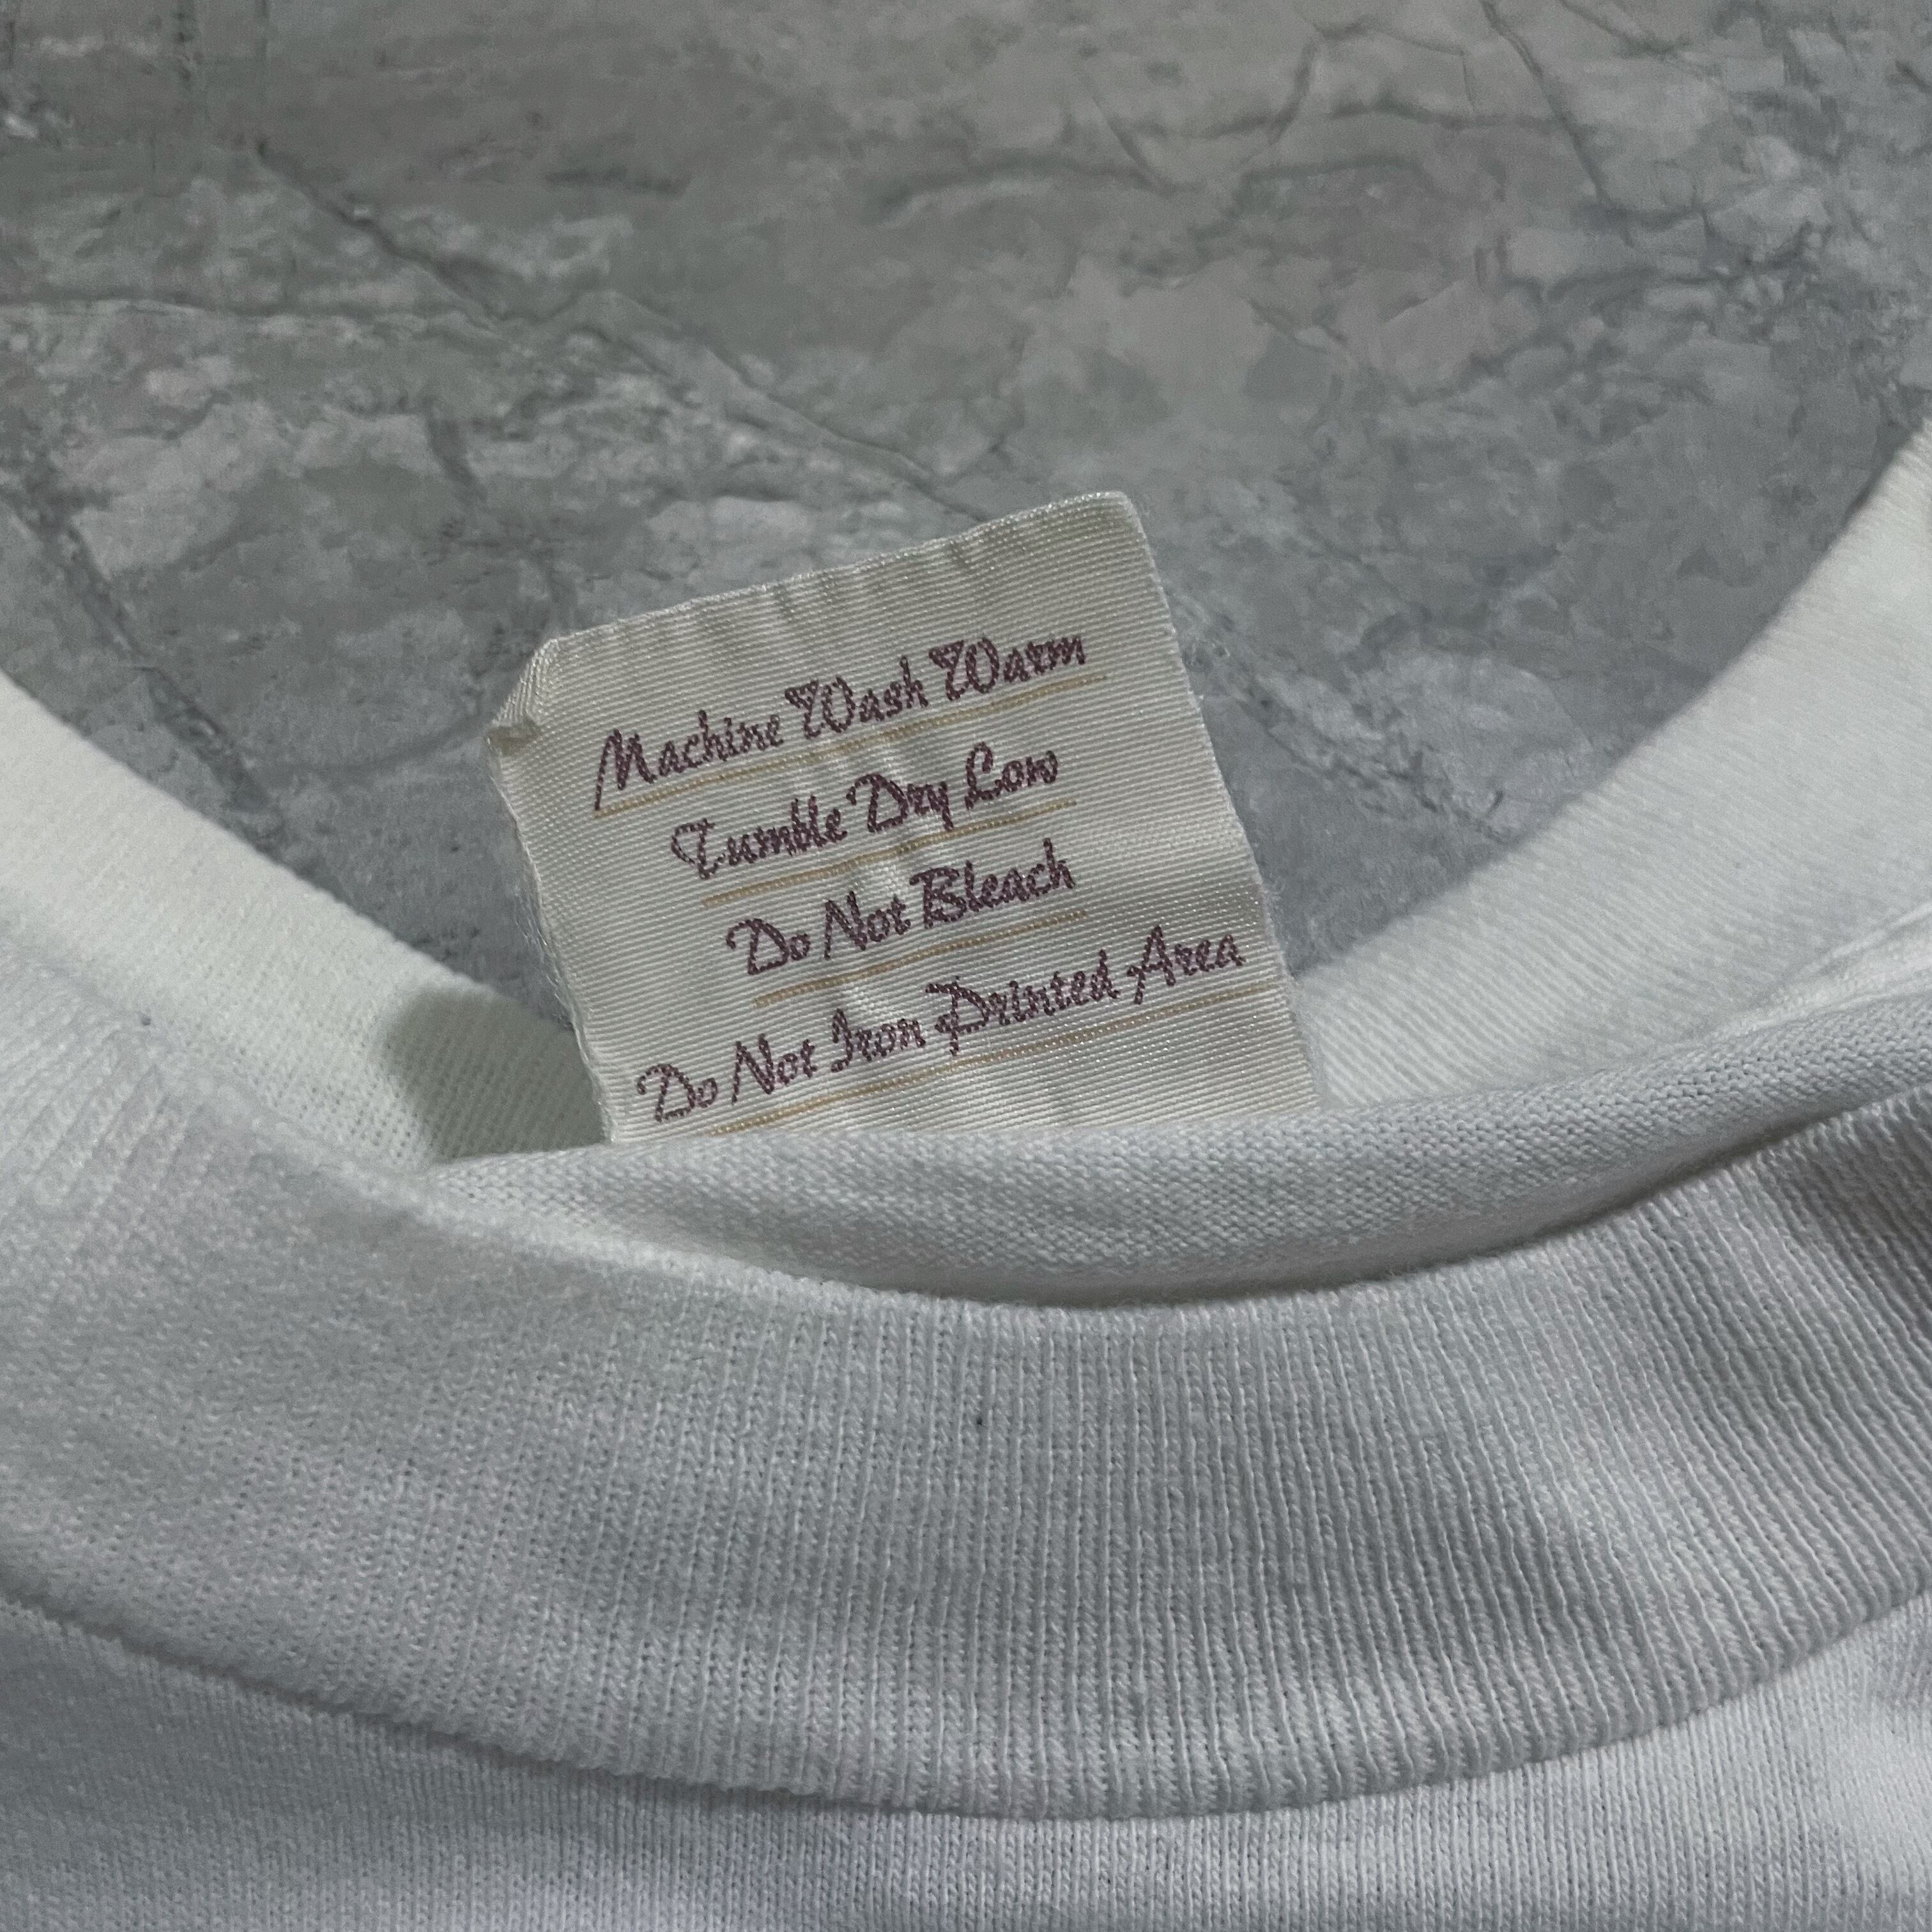 Machine Wash Warm
Tumble Dry Low
Do Not Bleach
Do Not Iron Printed Area